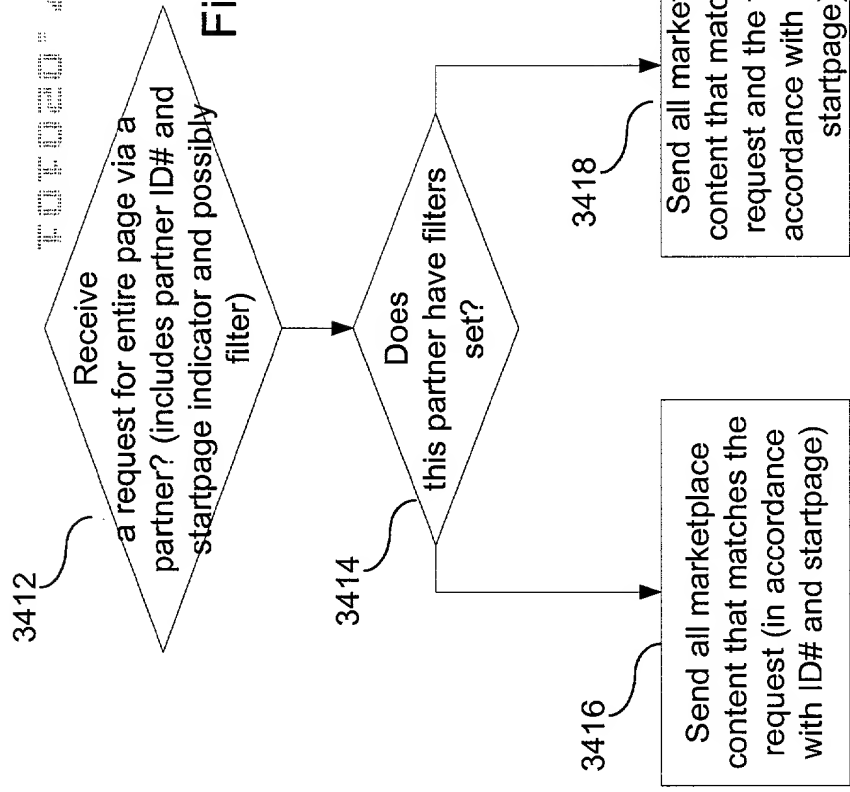 3412
Receive
a request for entire page via a
partner? (includes partner ID# and
startpage indicator and possibly
filter)
Fi
3414
Does
this partner have filters
set?
3416
Send all marketplace
content that matches the
request (in accordance
with ID# and startpage)
3418
Send all market
content that matc
request and the
accordance with
startpage)